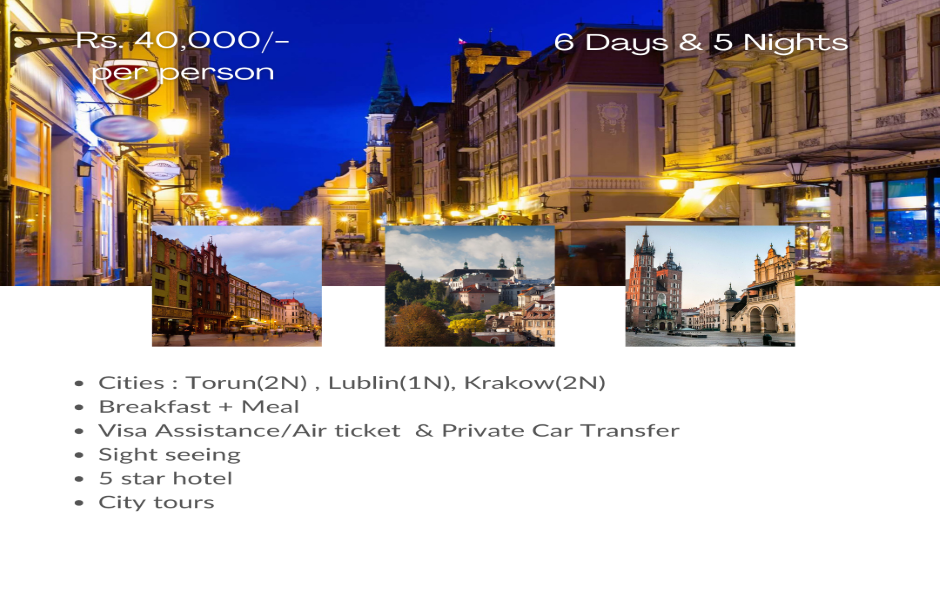 Rs. 40,000/-
per person
6 Days & 5 Nights
Cities : Torun(2N) , Lublin(1N), Krakow(2N)
Breakfast + Meal
Visa Assistance/Air ticket & Private Car Transfer
Sight seeing
5 star hotel
City tours